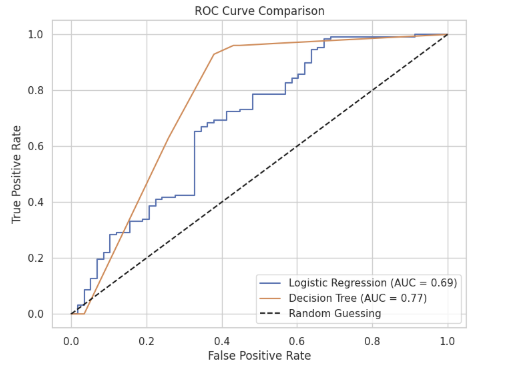 ROC Curve Comparison
True Positive Rate
1.0
0.8
0.6
0.4
0.2
0.0
Logistic Regression (AUC = 0.69)
Decision Tree (AUC = 0.77)
Random Guessing
0.0 0.2 0.4 0.6 0.8 1.0
False Positive Rate